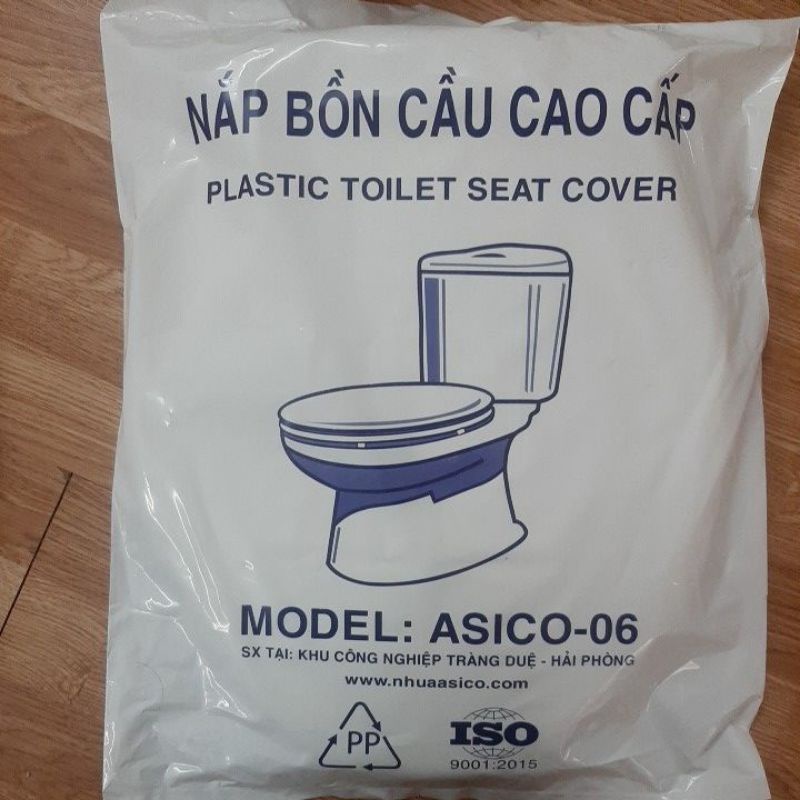 NẮP BỒN CẦU CAO CẤP
PLASTIC TOILET SEAT COVER
MODEL: ASICO-06
SX TẠI: KHU CÔNG NGHIỆP TRÀNG DUỆ - HẢI PHÒNG
www.nhuaasico.com
PP
ISO
9001:2015